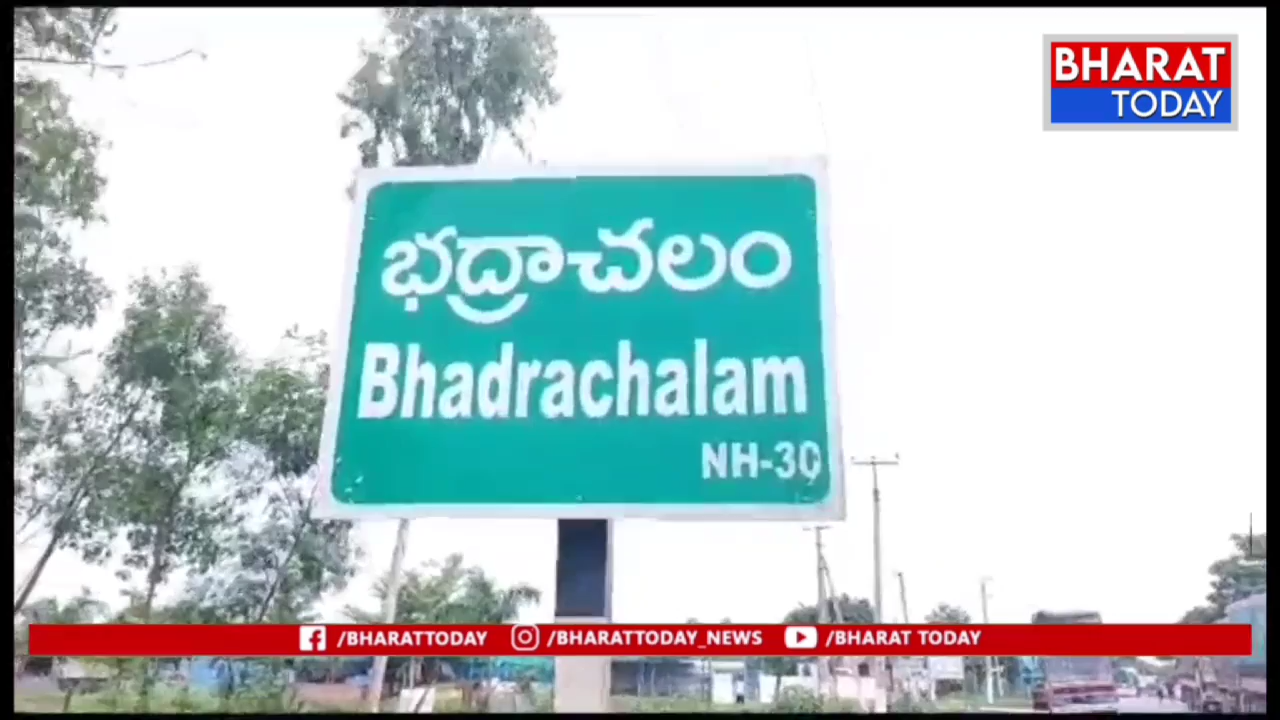 BHARAT
TODAY
భద్రాచలం
Bhadrachalam
NH-30
/BHARATTODAY /BHARATTODAY_NEWS /BHARAT TODAY